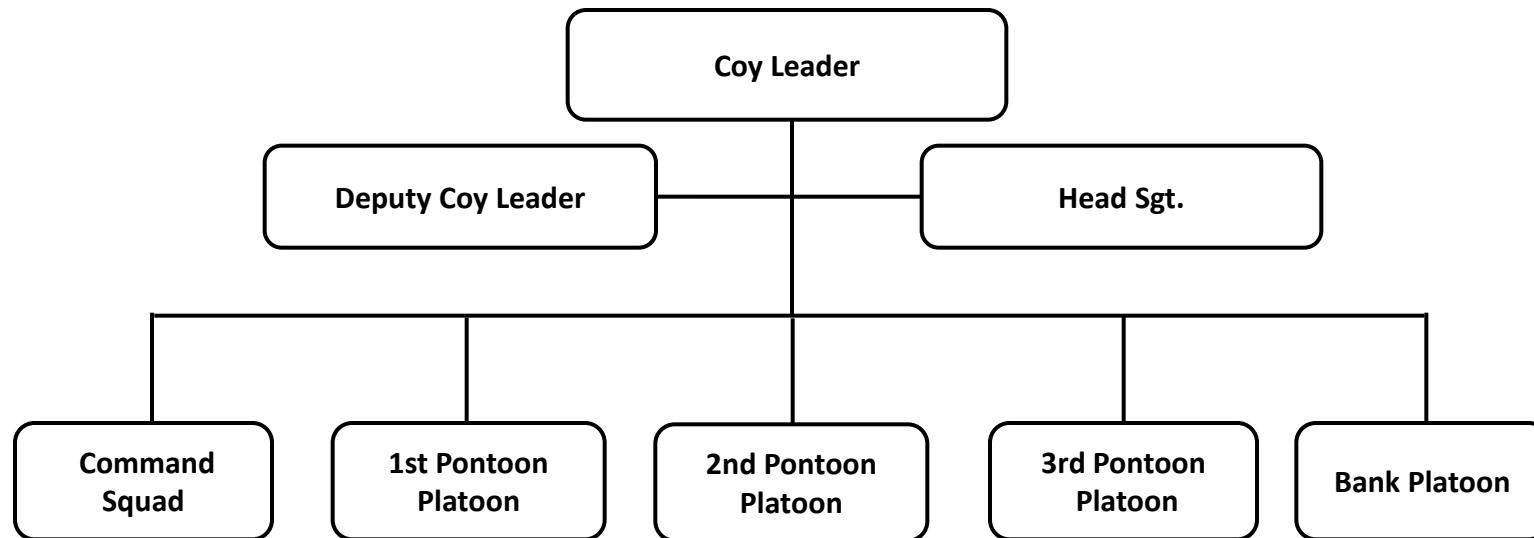 Coy Leader
Deputy Coy Leader
Head Sgt.
Command
Squad
1st Pontoon
Platoon
2nd Pontoon
Platoon
3rd Pontoon
Platoon
Bank Platoon